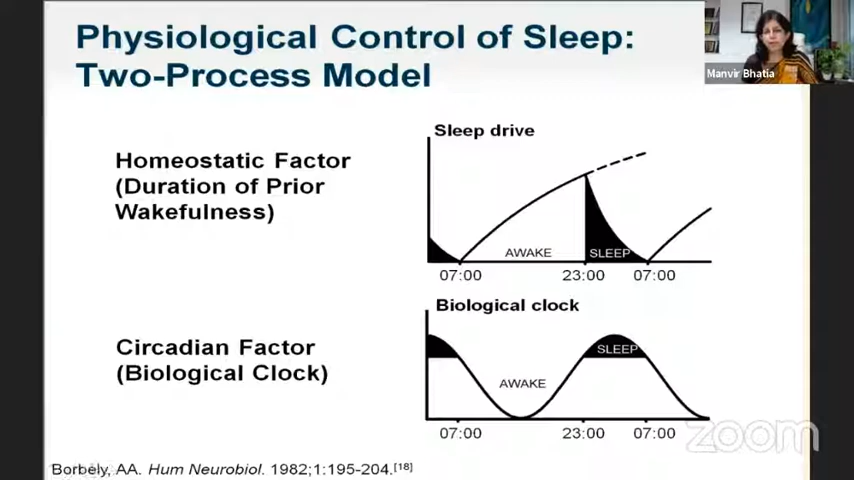 Physiological Control of Sleep:
Two-Process Model
Manvir Bhatia
Sleep drive
Homeostatic Factor
(Duration of Prior
Wakefulness)
AWAKE
SLEEP
07:00
23:00
07:00
Biological clock
Circadian Factor
(Biological Clock)
SLEEP
AWAKE
07:00
23:00
07:00
zoom
Borbely, AA. Hum Neurobiol. 1982;1:195-204.[18]